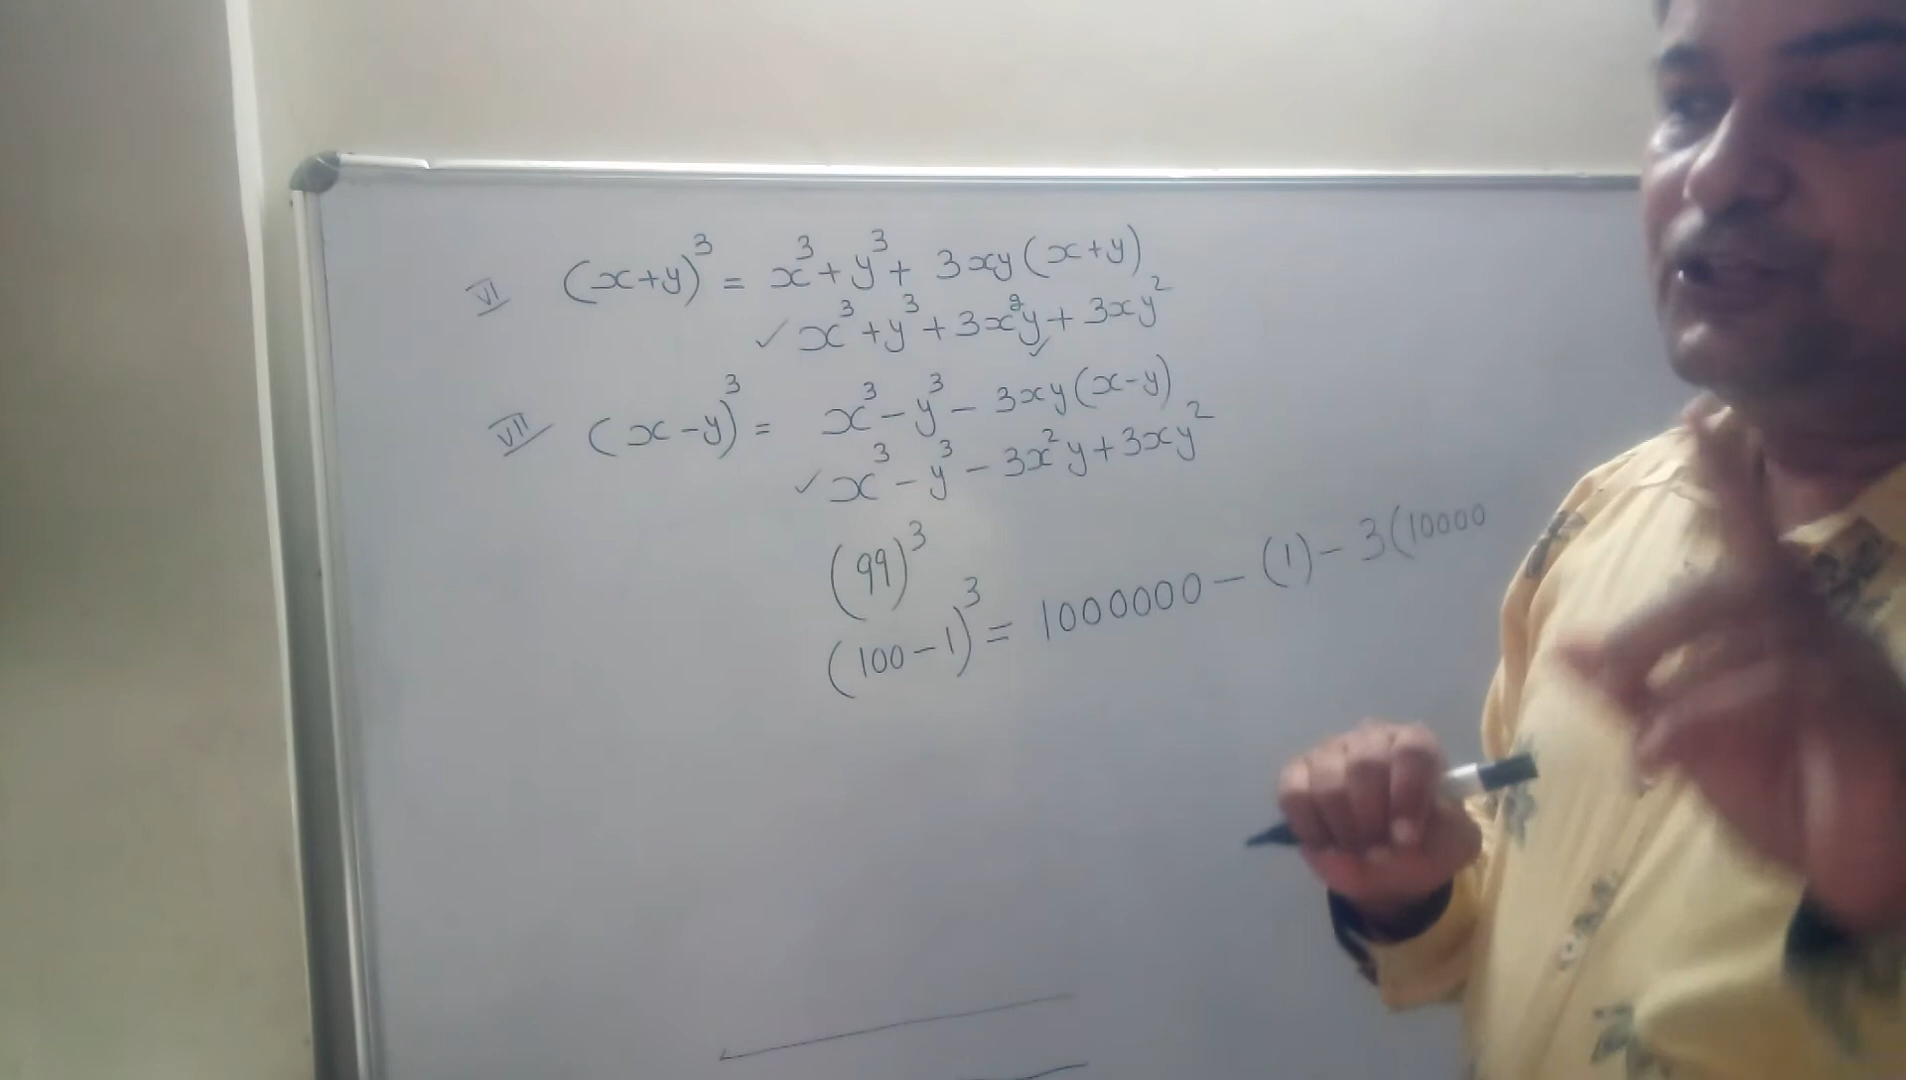 VI (x+y)³ = x³+y³+ 3xy(x+y)
✓ x³+y³+3x²y+3xy²
✓
VII (x-y)³ = x³-y³- 3xy(x-y)
✓ x³-y³-3x²y+3xy²
(99)³
(100-1)³ = 1000000-(1)-3(10000